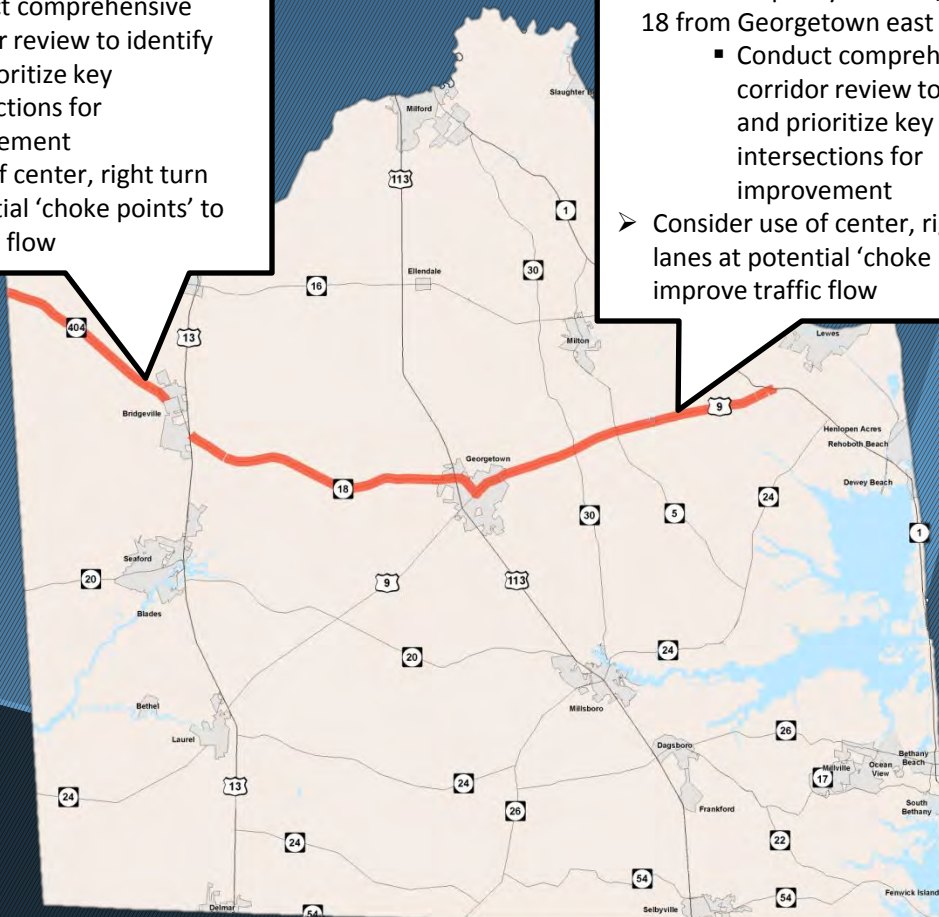 ct comprehensive
r review to identify
oritize key
ctions for
ement
f center, right turn
tial ‘choke points’ to
flow
18 from Georgetown east
▪ Conduct compreh
corridor review to
and prioritize key
intersections for
improvement
➢ Consider use of center, ri
lanes at potential ‘choke
improve traffic flow
Slaughter B
Milford
113
1
30
Ellendale
16
404
13
Milton
Lewes
Bridgeville
9
Henlopen Acres
Rehoboth Beach
Georgetown
Dewey Beach
18
24
30
5
1
Seaford
20
9
113
Blades
20
24
Bethel
Millsboro
Laurel
26
Dagsboro
Bethany
Beach
Millville
Ocean
View
17
13
24
24
Frankford
South
Bethany
26
24
22
54
54
Fenwick Island
Delmar
54
Selbyville